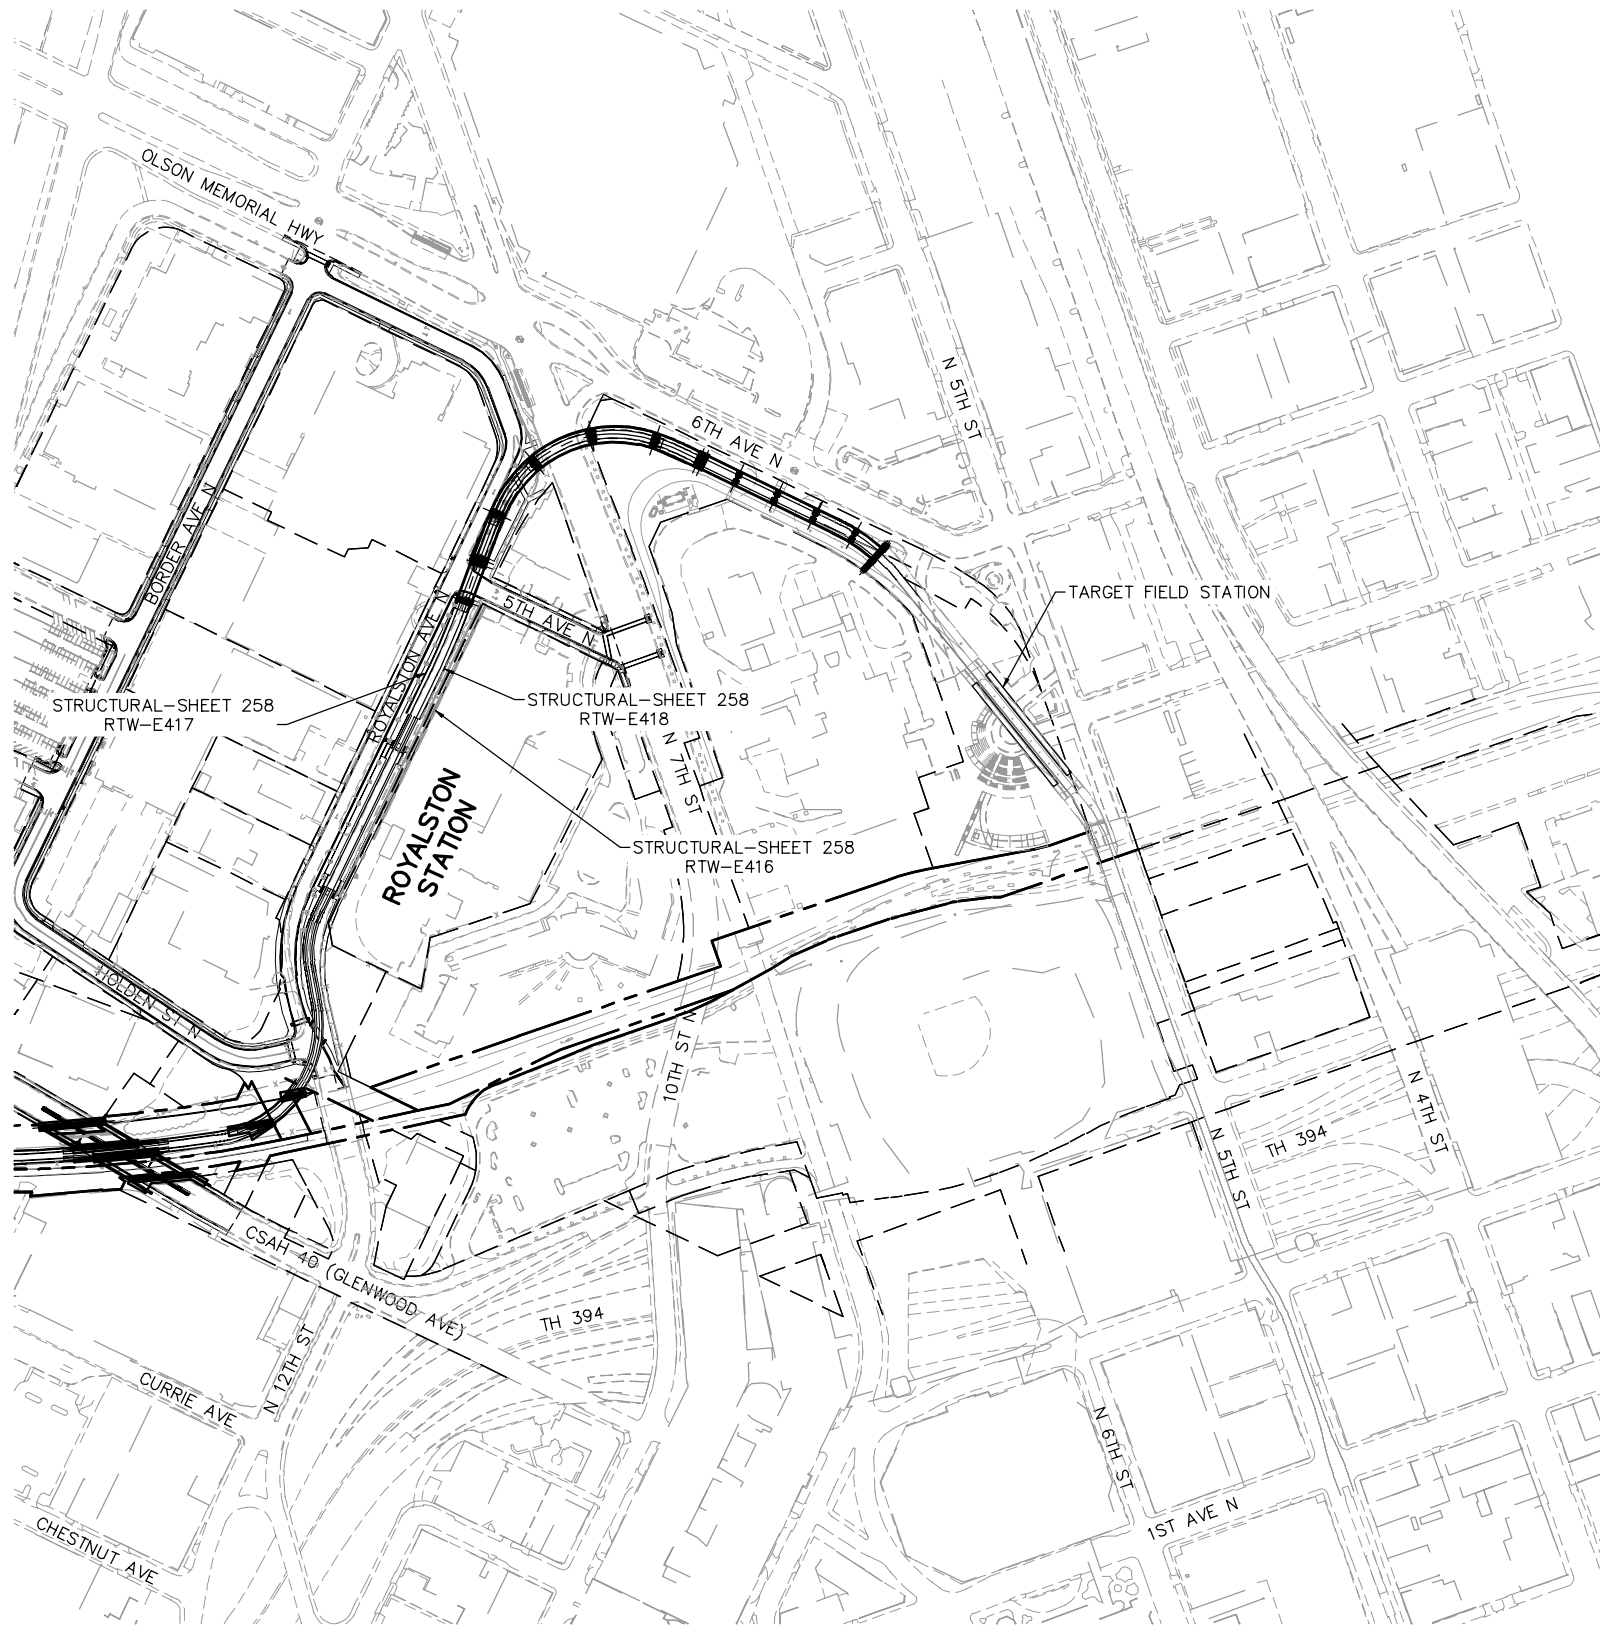 OLSON MEMORIAL HWY
N 5TH ST
6TH AVE N
BORDER AVE N
TARGET FIELD STATION
5TH AVE N
ROYALSTON AVE N
STRUCTURAL-SHEET 258
RTW-E417
STRUCTURAL-SHEET 258
RTW-E418
N 7TH ST
ROYALSTON
STATION
STRUCTURAL-SHEET 258
RTW-E416
HOLDEN ST N
10TH ST N
N 4TH ST
TH 394
N 5TH ST
CSAH 40 (GLENWOOD AVE)
TH 394
N 12TH ST
CURRIE AVE
N 6TH ST
1ST AVE N
CHESTNUT AVE